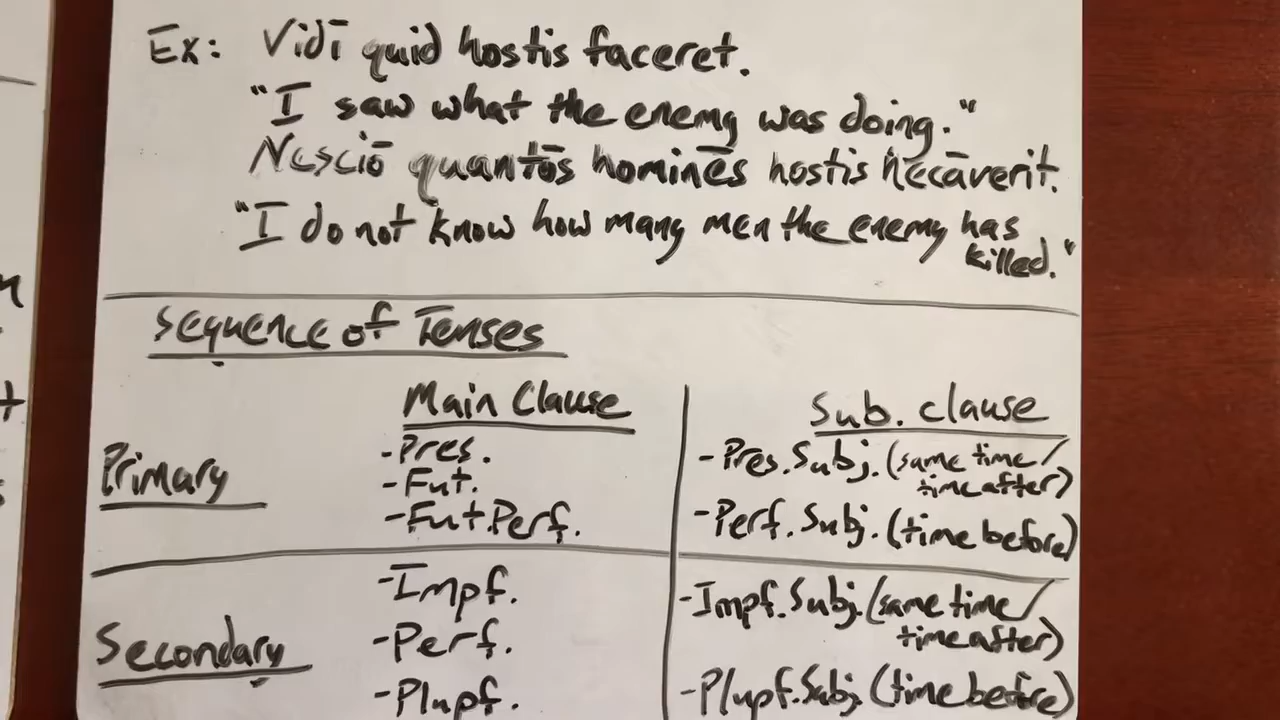 Ex: Vidī quid hostis faceret.
"I saw what the enemy was doing."
Nesciō quantōs hominēs hostis necāverit.
"I do not know how many men the enemy has
killed."
Sequence of Tenses
Main Clause
Sub. clause
Primary
-Pres.
-Fut.
-Fut.Perf.
-Pres.Subj.(same time/
time after)
-Perf.Subj.(time before)
Secondary
-Impf.
-Perf.
-Plupf.
-Impf.Subj.(same time/
time after)
-Plupf.Subj.(time before)